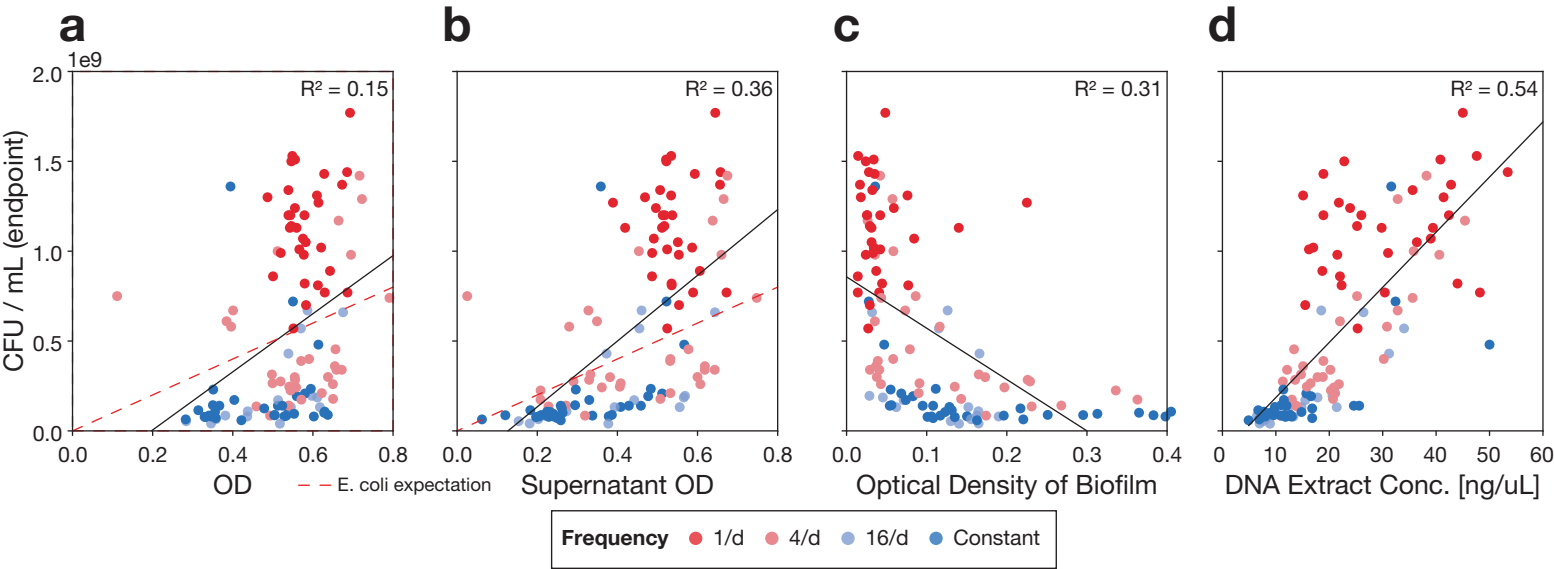 a b c d
1e9
CFU / mL (endpoint)
2.0
1.5
1.0
0.5
0.0
R² = 0.15
R² = 0.36
R² = 0.31
R² = 0.54
0.0 0.2 0.4 0.6 0.8
0.0 0.2 0.4 0.6 0.8
0.0 0.1 0.2 0.3 0.4
0 10 20 30 40 50 60
OD
E. coli expectation
Supernatant OD
Optical Density of Biofilm
DNA Extract Conc. [ng/uL]
Frequency 1/d 4/d 16/d Constant